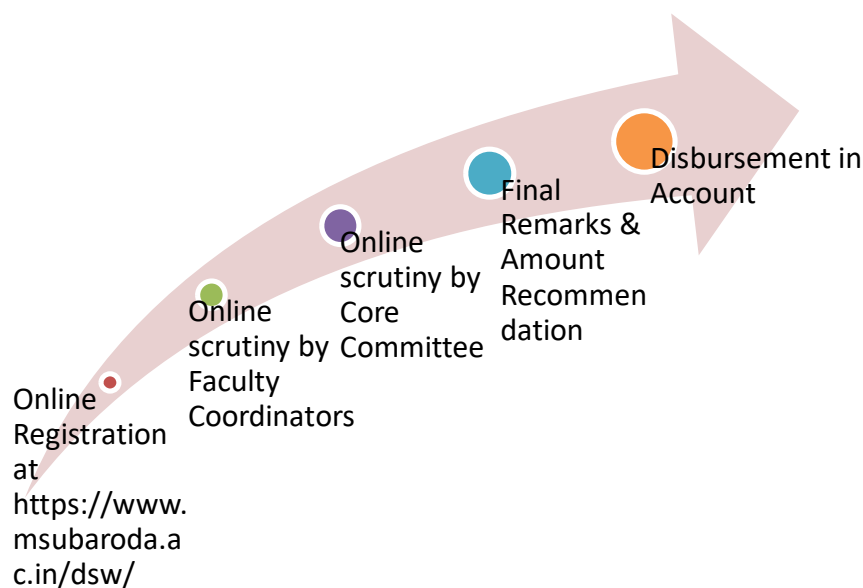 Online
Registration
at
https://www.
msubaroda.a
c.in/dsw/
Online
scrutiny by
Faculty
Coordinators
Online
scrutiny by
Core
Committee
Final
Remarks &
Amount
Recommen
dation
Disbursement in
Account